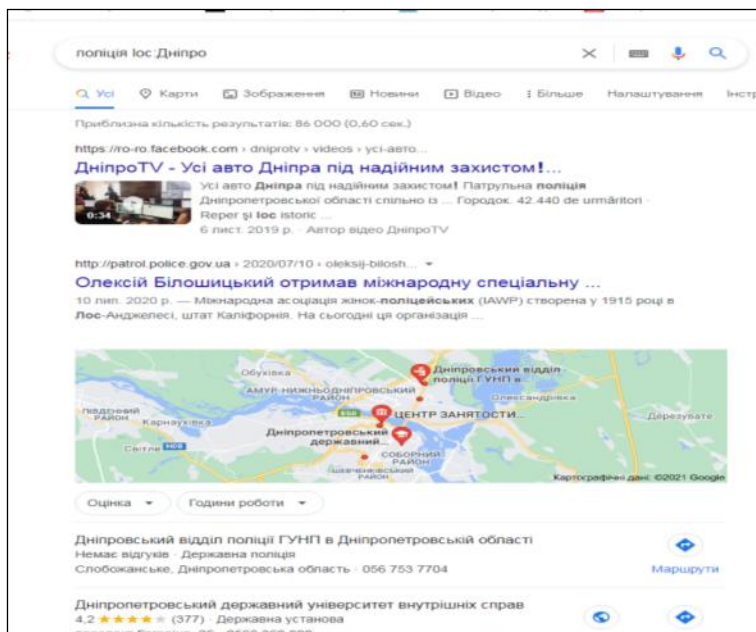 поліція loc:Дніпро
Усі Карти Зображення Новини Відео Більше Налаштування Інстр
Приблизна кількість результатів: 86 000 (0,60 сек.)
https://ro-ro.facebook.com › dniprotv › videos › усі-авто...
ДніпроTV - Усі авто Дніпра під надійним захистом!...
Усі авто Дніпра під надійним захистом! Патрульна поліція
Дніпропетровської області спільно із ... Городок. 42.440 de urmăritori ·
0:34
Reper și loc istoric ...
6 лист. 2019 р. · Автор відео ДніпроTV
http://patrol.police.gov.ua › 2020/07/10 › oleksij-bilosh...
Олексій Білошицький отримав міжнародну спеціальну ...
10 лип. 2020 р. — Міжнародна асоціація жінок-поліцейських (IAWP) створена у 1915 році в
Лос-Анджелесі, штат Каліфорнія. На сьогодні ця організація ...
Обухівка
Дніпровський відділ
поліції ГУНП в...
АМУР-НИЖНЬОДНІПРОВСЬКИЙ
РАЙОН
Олександрівка
ПІВДЕННИЙ
РАЙОН
Карнаухівка
ЦЕНТР ЗАНЯТОСТИ...
Дерезувате
Дніпропетровський
державний...
Світле
СОБОРНИЙ
РАЙОН
ШЕВЧЕНКІВСЬКИЙ
РАЙОН
Картографічні дані ©2021 Google
Оцінка Години роботи
Дніпровський відділ поліції ГУНП в Дніпропетровській області
Немає відгуків · Державна поліція
Слобожанське, Дніпропетровська область · 056 753 7704
Маршрути
Дніпропетровський державний університет внутрішніх справ
4,2 (377) · Державна установа